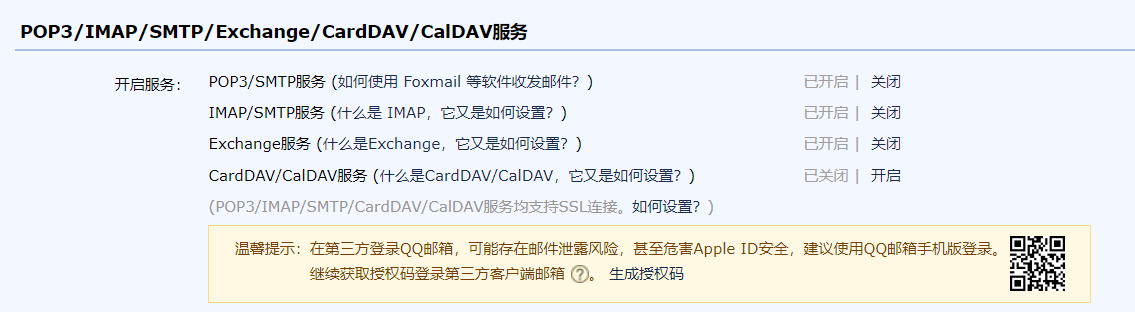 POP3/IMAP/SMTP/Exchange/CardDAV/CalDAV服务
开启服务： POP3/SMTP服务 (如何使用 Foxmail 等软件收发邮件？) 已开启 | 关闭
IMAP/SMTP服务 (什么是 IMAP，它又是如何设置？) 已开启 | 关闭
Exchange服务 (什么是Exchange，它又是如何设置？) 已开启 | 关闭
CardDAV/CalDAV服务 (什么是CardDAV/CalDAV，它又是如何设置？) 已关闭 | 开启
(POP3/IMAP/SMTP/CardDAV/CalDAV服务均支持SSL连接。如何设置？)
温馨提示：在第三方登录QQ邮箱，可能存在邮件泄露风险，甚至危害Apple ID安全，建议使用QQ邮箱手机版登录。
继续获取授权码登录第三方客户端邮箱 ?。 生成授权码